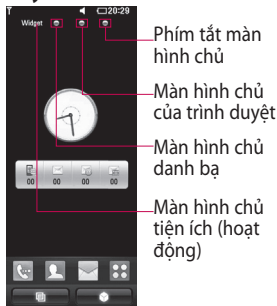 20:29
Widget
00 00 00 00
Phím tắt màn
hình chủ
Màn hình chủ
của trình duyệt
Màn hình chủ
danh bạ
Màn hình chủ
tiện ích (hoạt
động)